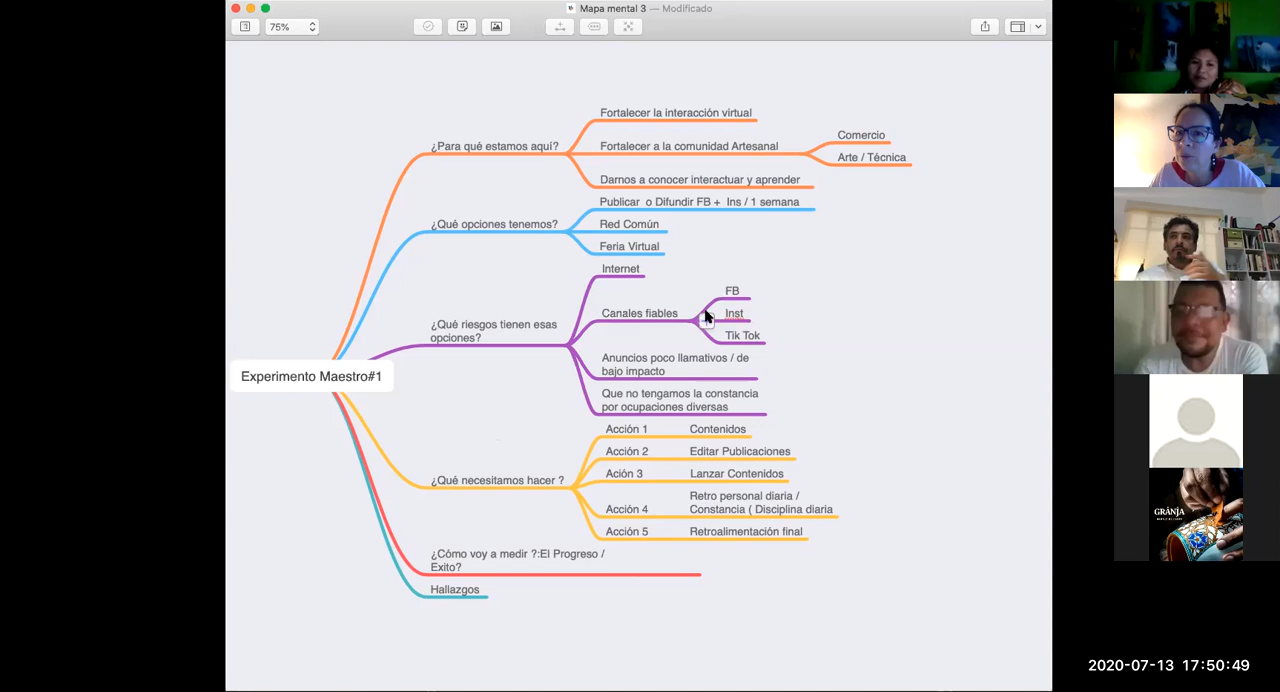 Mapa mental 3 — Modificado
75%
Fortalecer la interacción virtual
¿Para qué estamos aquí?
Fortalecer a la comunidad Artesanal
Comercio
Arte / Técnica
Darnos a conocer interactuar y aprender
Publicar o Difundir FB + Ins / 1 semana
¿Qué opciones tenemos?
Red Común
Feria Virtual
Internet
¿Qué riesgos tienen esas
opciones?
Canales fiables
FB
Inst
Tik Tok
Anuncios poco llamativos / de
bajo impacto
Que no tengamos la constancia
por ocupaciones diversas
Experimento Maestro#1
¿Qué necesitamos hacer ?
Acción 1 Contenidos
Acción 2 Editar Publicaciones
Ación 3 Lanzar Contenidos
Acción 4 Retro personal diaria /
Constancia ( Disciplina diaria
Acción 5 Retroalimentación final
¿Cómo voy a medir ?:El Progreso /
Exito?
Hallazgos
GRÁNJA
2020-07-13 17:50:49